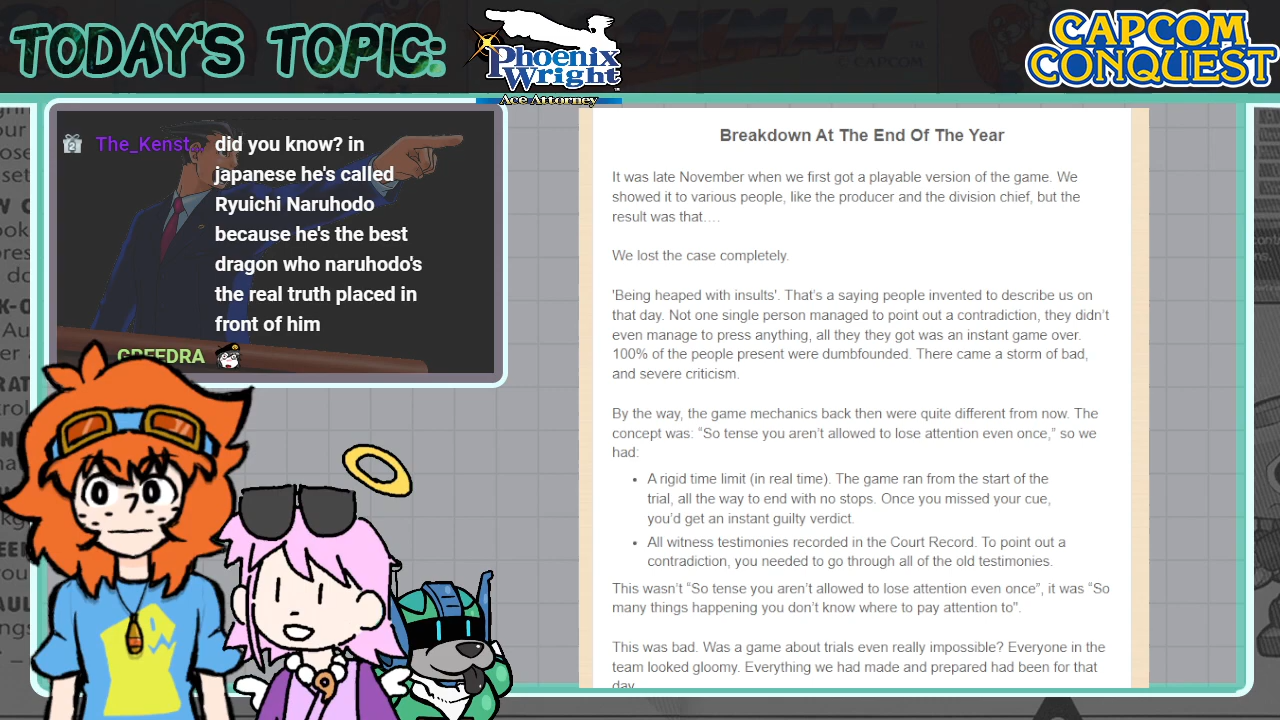 TODAY'S TOPIC:
Phoenix
Wright
Ace Attorney
CAPCOM
CONQUEST
The_Kenst... did you know? in
japanese he's called
Ryuichi Naruhodo
because he's the best
dragon who naruhodo's
the real truth placed in
front of him
GREEDRA
Breakdown At The End Of The Year
It was late November when we first got a playable version of the game. We
showed it to various people, like the producer and the division chief, but the
result was that….
We lost the case completely.
'Being heaped with insults'. That's a saying people invented to describe us on
that day. Not one single person managed to point out a contradiction, they didn't
even manage to press anything, all they they got was an instant game over.
100% of the people present were dumbfounded. There came a storm of bad,
and severe criticism.
By the way, the game mechanics back then were quite different from now. The
concept was: “So tense you aren't allowed to lose attention even once,” so we
had:
• A rigid time limit (in real time). The game ran from the start of the
trial, all the way to end with no stops. Once you missed your cue,
you'd get an instant guilty verdict.
• All witness testimonies recorded in the Court Record. To point out a
contradiction, you needed to go through all of the old testimonies.
This wasn't “So tense you aren't allowed to lose attention even once”, it was “So
many things happening you don't know where to pay attention to".
This was bad. Was a game about trials even really impossible? Everyone in the
team looked gloomy. Everything we had made and prepared had been for that
day